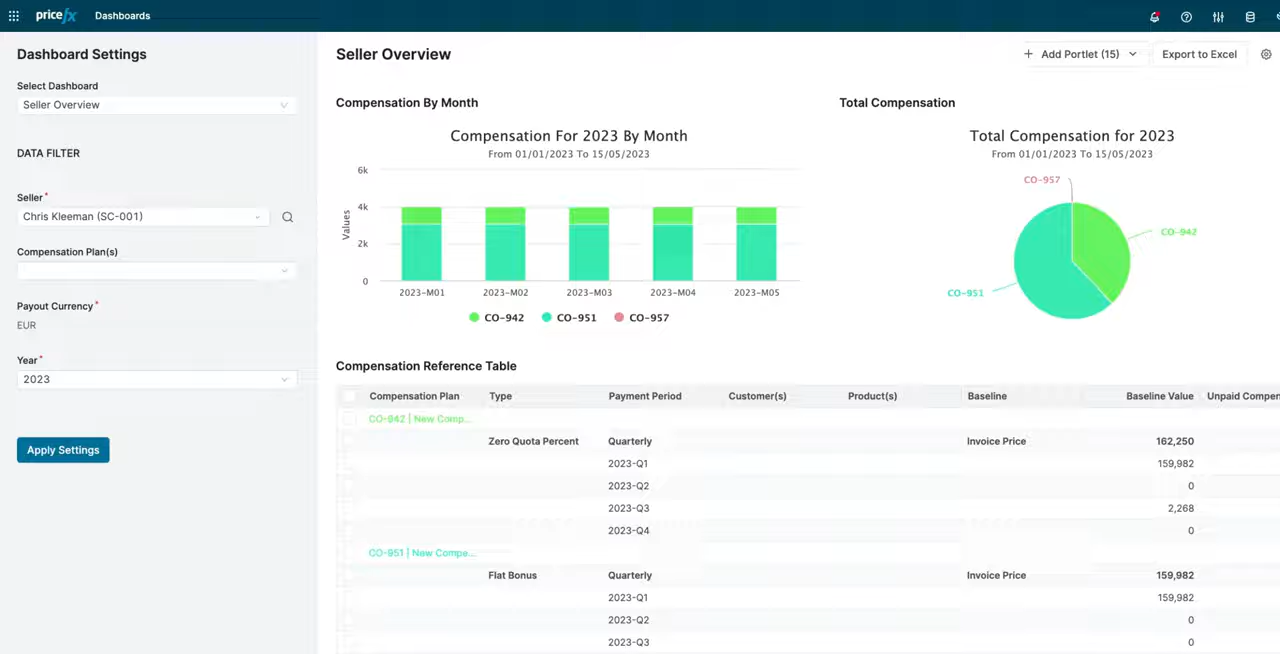 pricefx Dashboards
Dashboard Settings
Select Dashboard
Seller Overview
DATA FILTER
Seller*
Chris Kleeman (SC-001)
Compensation Plan(s)
Payout Currency*
EUR
Year*
2023
Apply Settings
Seller Overview
Add Portlet (15)
Export to Excel
Compensation By Month
Compensation For 2023 By Month
From 01/01/2023 To 15/05/2023
Values
6k
4k
2k
0
2023-M01 2023-M02 2023-M03 2023-M04 2023-M05
CO-942 CO-951 CO-957
Total Compensation
Total Compensation for 2023
From 01/01/2023 To 15/05/2023
CO-957
CO-942
CO-951
Compensation Reference Table
Compensation Plan Type Payment Period Customer(s) Product(s) Baseline Baseline Value Unpaid Compen
CO-942 | New Comp...
Zero Quota Percent Quarterly Invoice Price 162,250
2023-Q1 159,982
2023-Q2 0
2023-Q3 2,268
2023-Q4 0
CO-951 | New Compe...
Flat Bonus Quarterly Invoice Price 159,982
2023-Q1 159,982
2023-Q2 0
2023-Q3 0